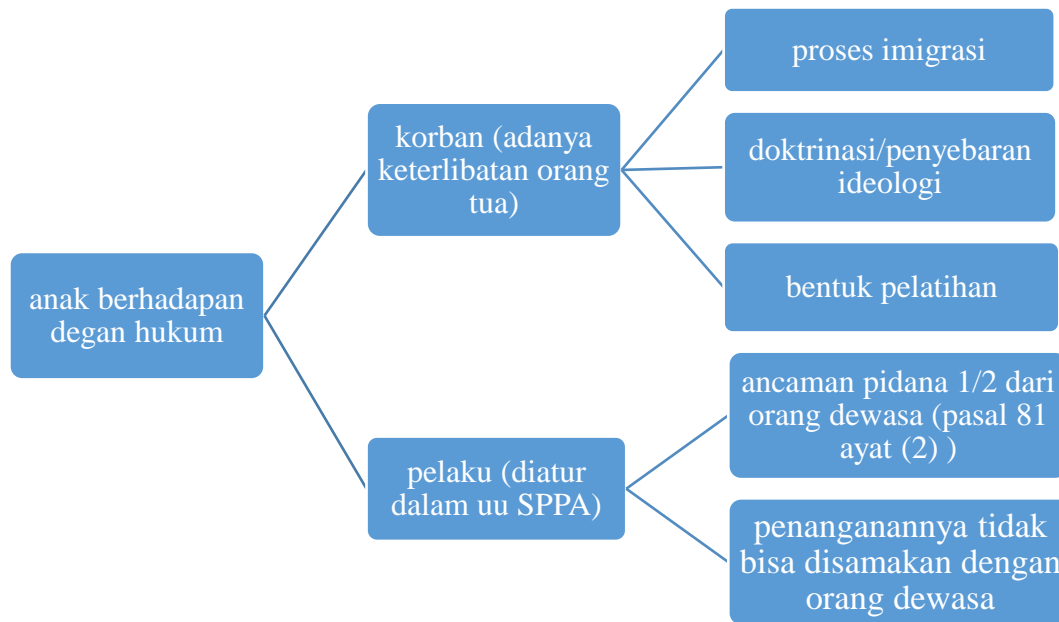 anak berhadapan
degan hukum
korban (adanya
keterlibatan orang
tua)
proses imigrasi
doktrinasi/penyebaran
ideologi
bentuk pelatihan
pelaku (diatur
dalam uu SPPA)
ancaman pidana 1/2 dari
orang dewasa (pasal 81
ayat (2) )
penanganannya tidak
bisa disamakan dengan
orang dewasa